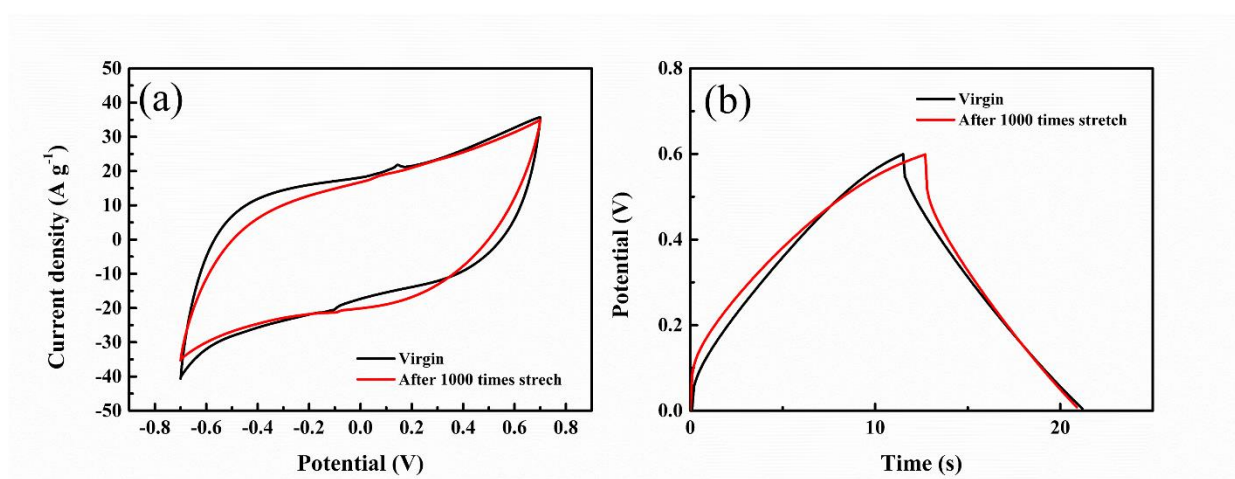 (a)
Current density (A g⁻¹)
50
40
30
20
10
0
-10
-20
-30
-40
-50
Virgin
After 1000 times strech
-0.8 -0.6 -0.4 -0.2 0.0 0.2 0.4 0.6 0.8
Potential (V)
(b)
Potential (V)
0.8
0.6
0.4
0.2
0.0
Virgin
After 1000 times stretch
0 10 20
Time (s)